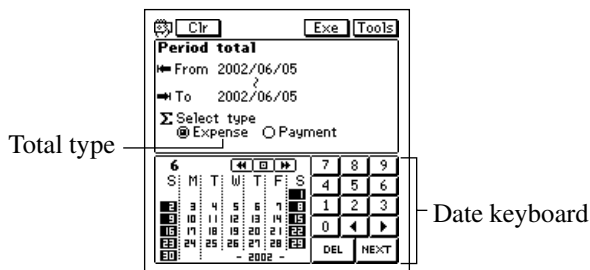 Clr Exe Tools
Period total
From 2002/06/05
~
To 2002/06/05
Σ Select type
Expense Payment
Total type
6
S M T W T F S
1
2 3 4 5 6 7 8
9 10 11 12 13 14 15
16 17 18 19 20 21 22
23 24 25 26 27 28 29
30 - 2002 -
7 8 9
4 5 6
1 2 3
0
DEL NEXT
Date keyboard